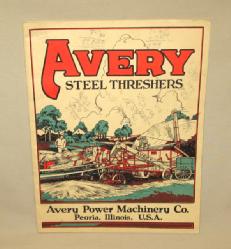 AVERY
STEEL THRESHERS
Avery Power Machinery Co.
Peoria, Illinois, U.S.A.